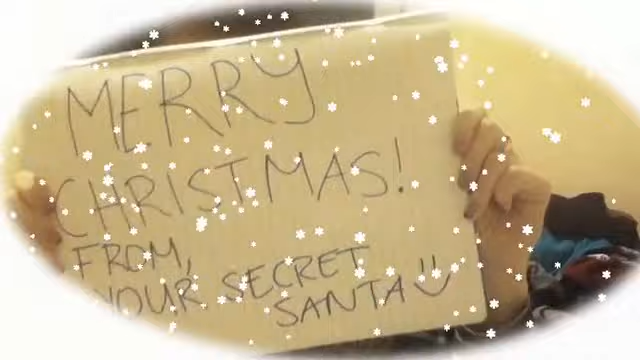 MERRY
CHRISTMAS!
FROM,
YOUR SECRET
SANTA